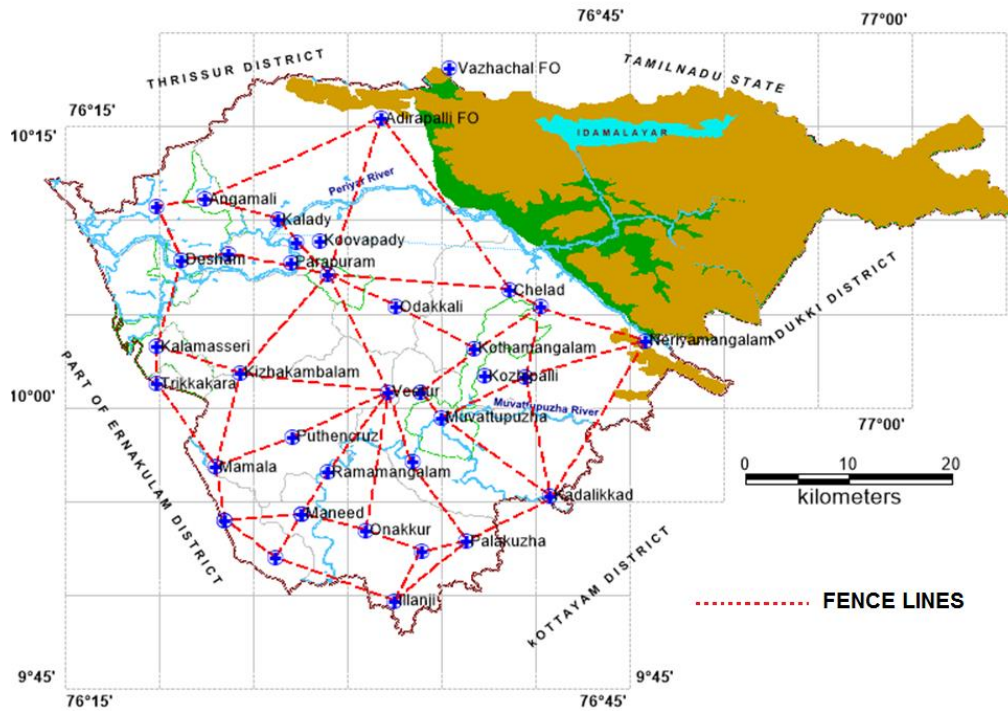 76°45'
77°00'
THRISSUR DISTRICT
TAMILNADU STATE
Vazhachal FO
76°15'
10°15'
Adirapalli FO
IDAMALAYAR
Periyar River
Angamali
Kalady
Koovapady
Desham
Parapuram
Chelad
Odakkali
IDUKKI DISTRICT
Neriyamangalam
Kalamasseri
Kothamangalam
Kizhakambalam
Kozhipalli
Trikkakara
10°00'
Muvattupuzha River
Muvattupuzha
77°00'
PART OF ERNAKULAM DISTRICT
Puthencruz
Mamala
Ramamangalam
0 10 20
kilometers
Kadalikkad
Maneed
Onakkur
Palakuzha
kOTTAYAM DISTRICT
Illanji
FENCE LINES
9°45'
9°45'
76°15'
76°45'